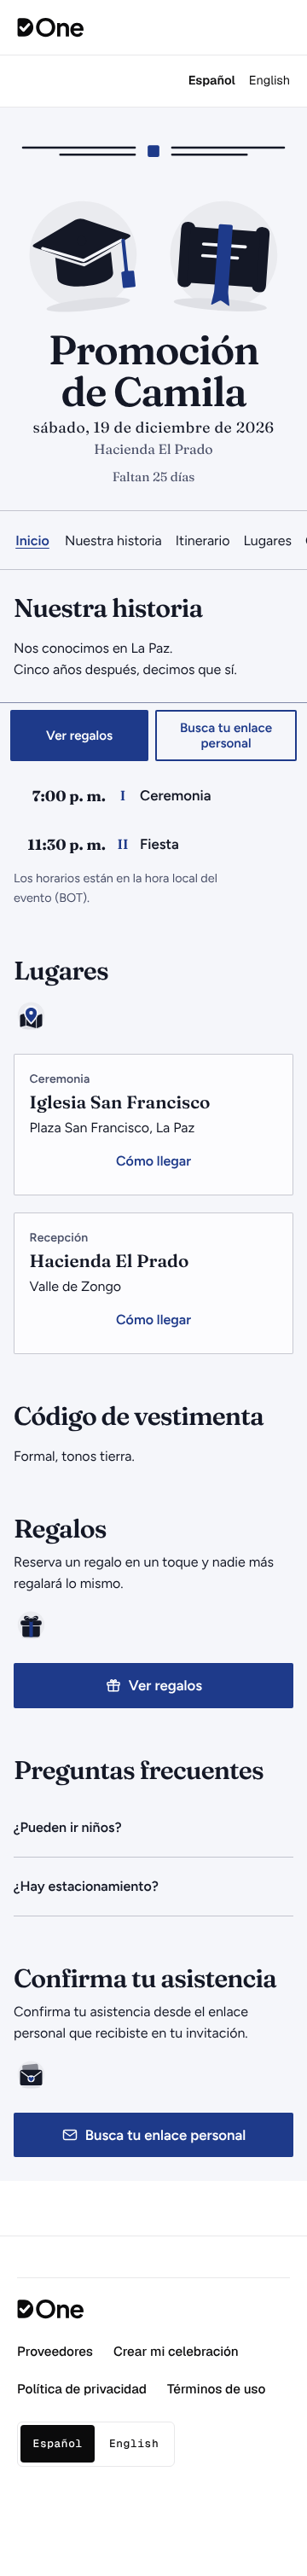 DOne
Español English
Promoción
de Camila
sábado, 19 de diciembre de 2026
Hacienda El Prado
Faltan 25 días
Inicio Nuestra historia Itinerario Lugares
Nuestra historia
Nos conocimos en La Paz.
Cinco años después, decimos que sí.
Ver regalos
Busca tu enlace
personal
7:00 p. m. I Ceremonia
11:30 p. m. II Fiesta
Los horarios están en la hora local del
evento (BOT).
Lugares
Ceremonia
Iglesia San Francisco
Plaza San Francisco, La Paz
Cómo llegar
Recepción
Hacienda El Prado
Valle de Zongo
Cómo llegar
Código de vestimenta
Formal, tonos tierra.
Regalos
Reserva un regalo en un toque y nadie más
regalará lo mismo.
Ver regalos
Preguntas frecuentes
¿Pueden ir niños?
¿Hay estacionamiento?
Confirma tu asistencia
Confirma tu asistencia desde el enlace
personal que recibiste en tu invitación.
Busca tu enlace personal
DOne
Proveedores Crear mi celebración
Política de privacidad Términos de uso
Español English